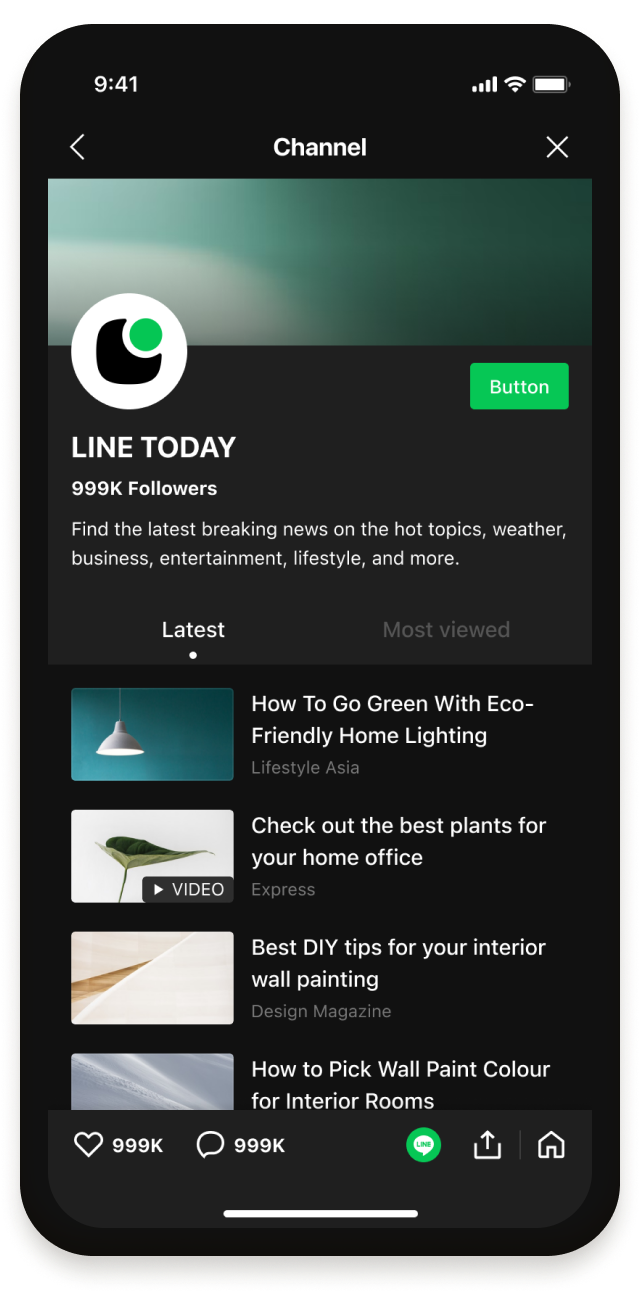 9:41
Channel
Button
LINE TODAY
999K Followers
Find the latest breaking news on the hot topics, weather,
business, entertainment, lifestyle, and more.
Latest
Most viewed
How To Go Green With Eco-
Friendly Home Lighting
Lifestyle Asia
Check out the best plants for
your home office
VIDEO
Express
Best DIY tips for your interior
wall painting
Design Magazine
How to Pick Wall Paint Colour
for Interior Rooms
999K
999K
LINE